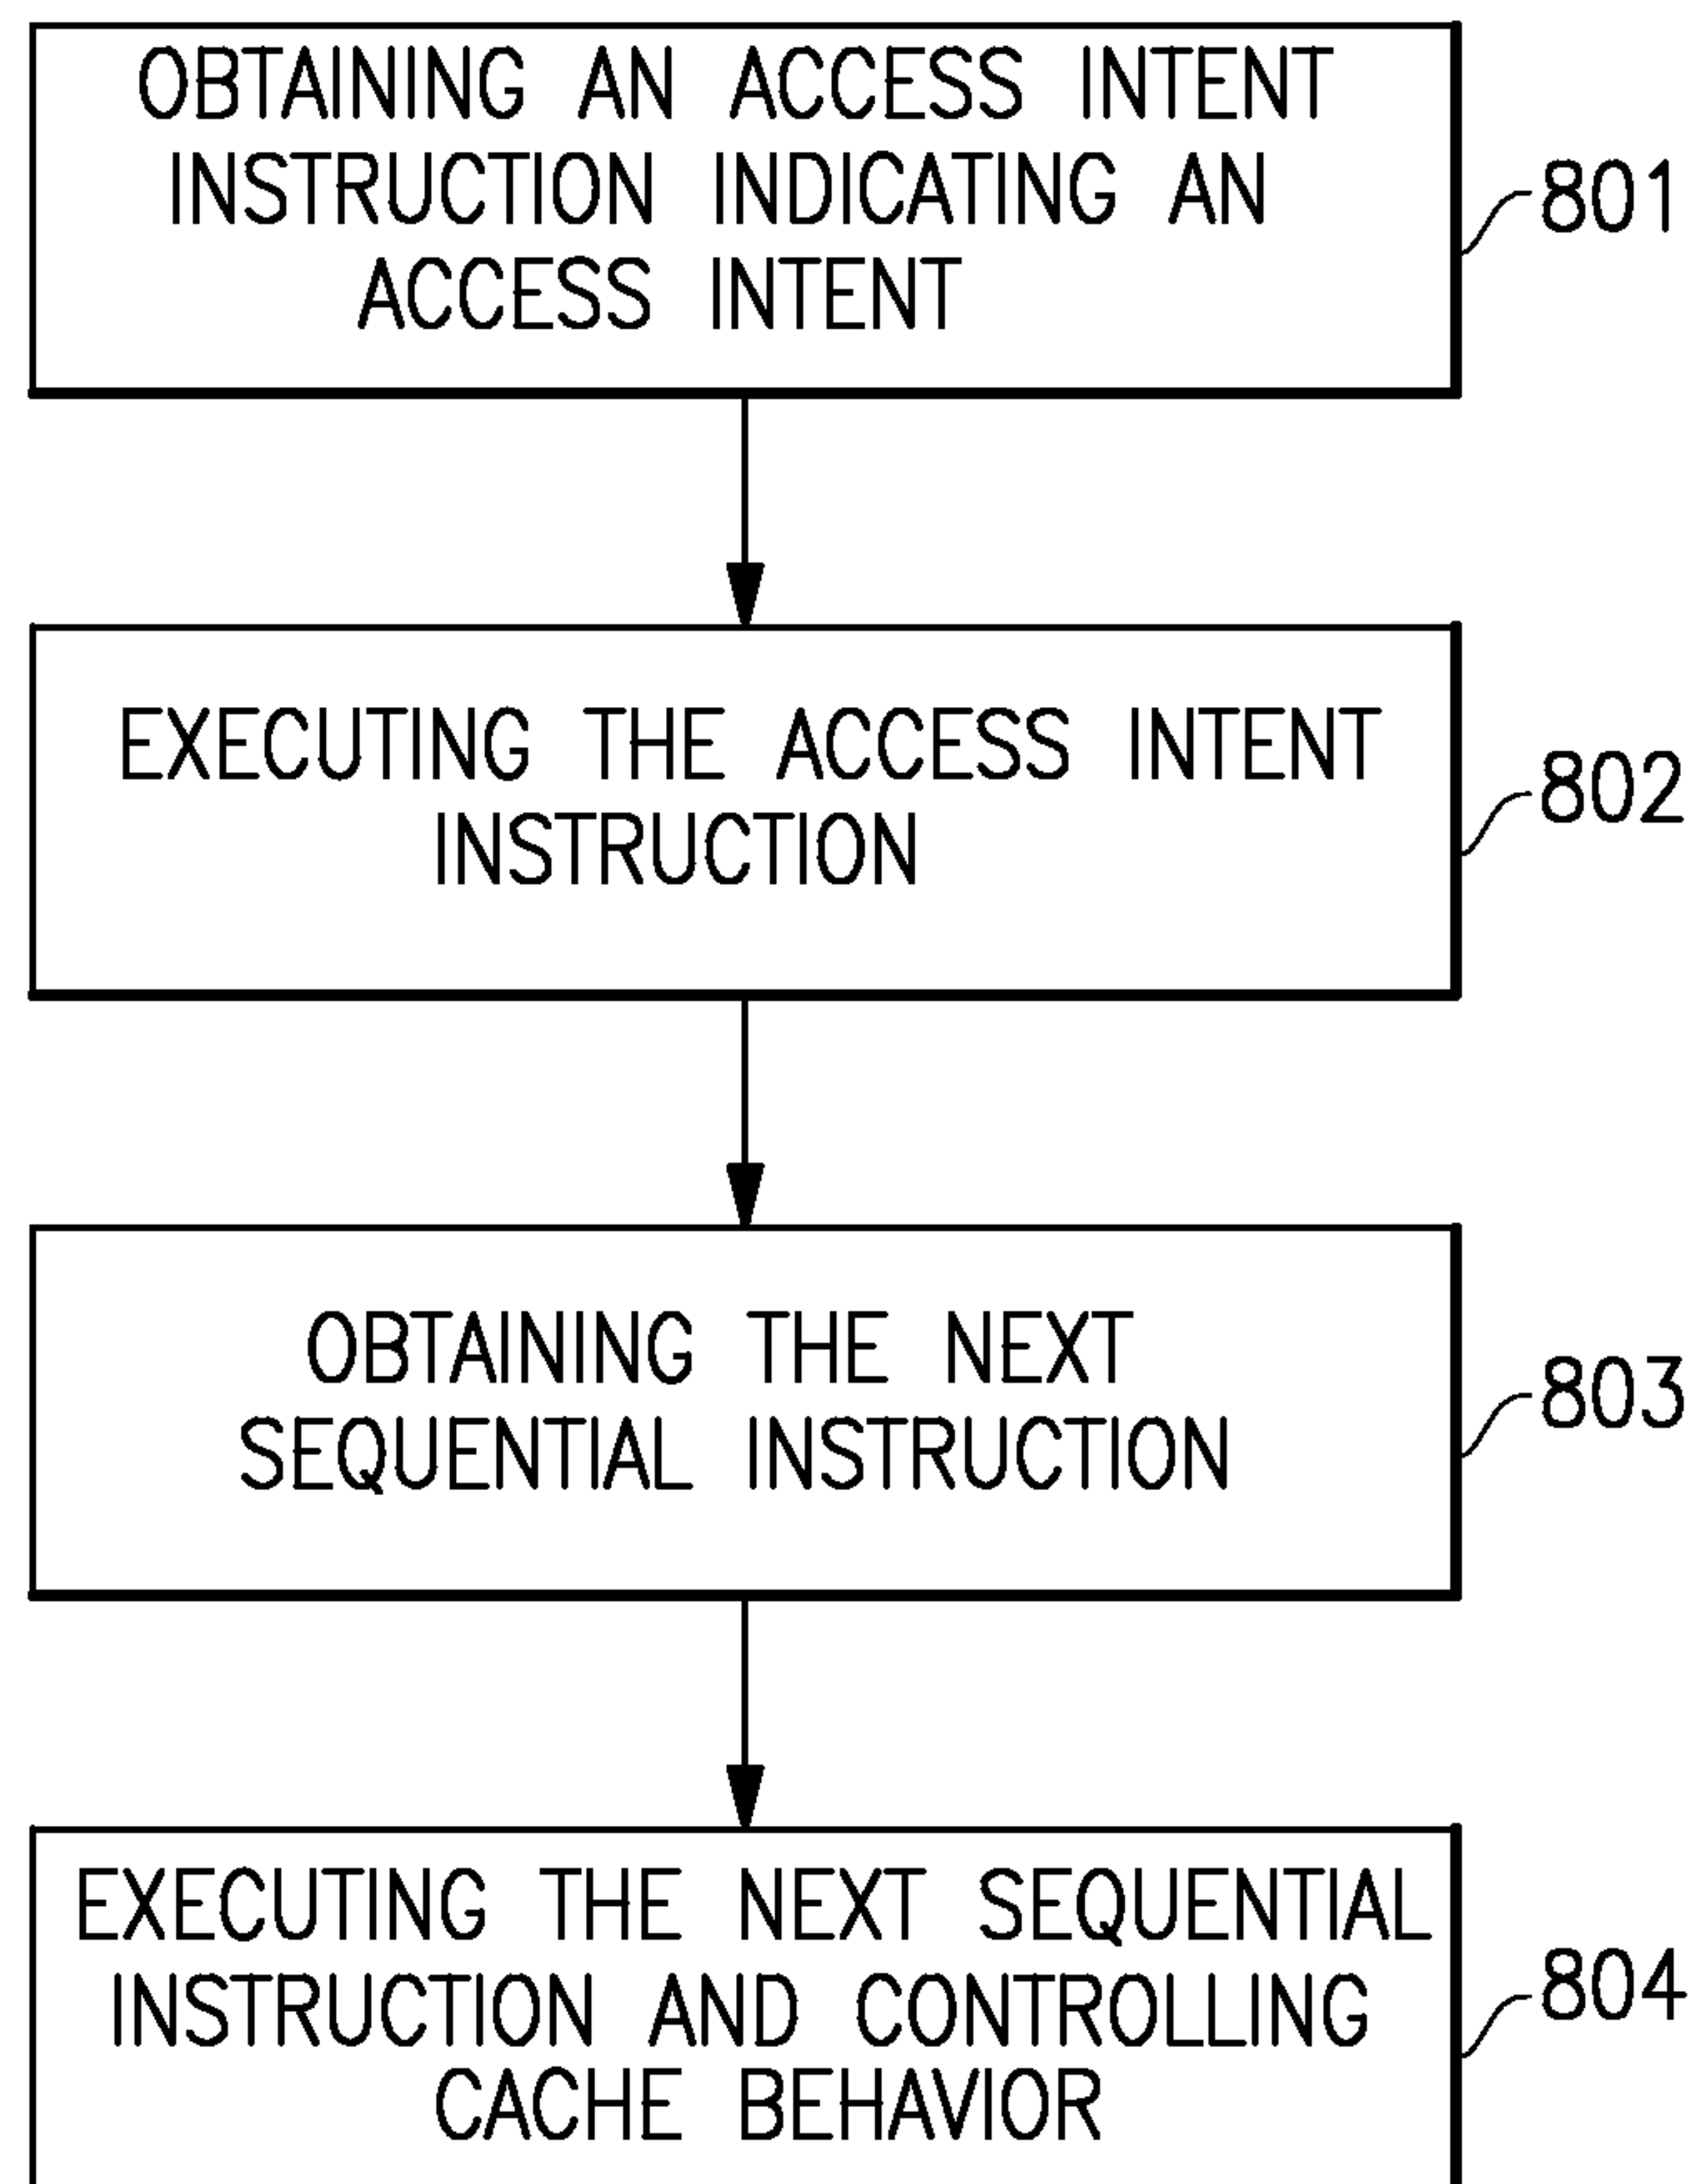 OBTAINING AN ACCESS INTENT
INSTRUCTION INDICATING AN
ACCESS INTENT
801
EXECUTING THE ACCESS INTENT
INSTRUCTION
802
OBTAINING THE NEXT
SEQUENTIAL INSTRUCTION
803
EXECUTING THE NEXT SEQUENTIAL
INSTRUCTION AND CONTROLLING
CACHE BEHAVIOR
804